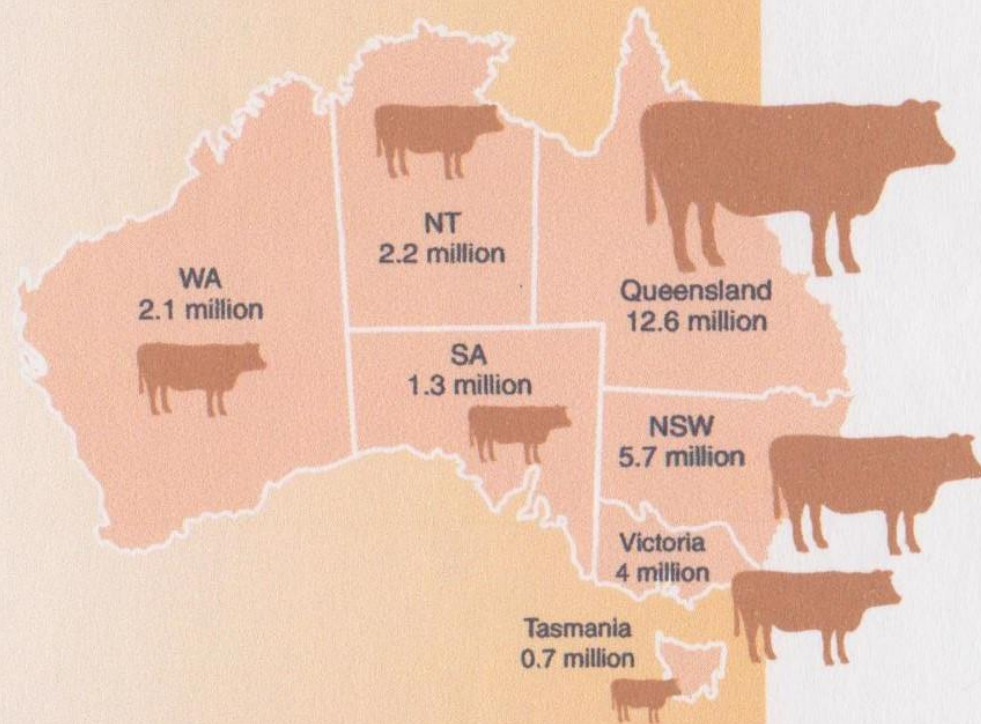 NT
2.2 million
WA
2.1 million
Queensland
12.6 million
SA
1.3 million
NSW
5.7 million
Victoria
4 million
Tasmania
0.7 million